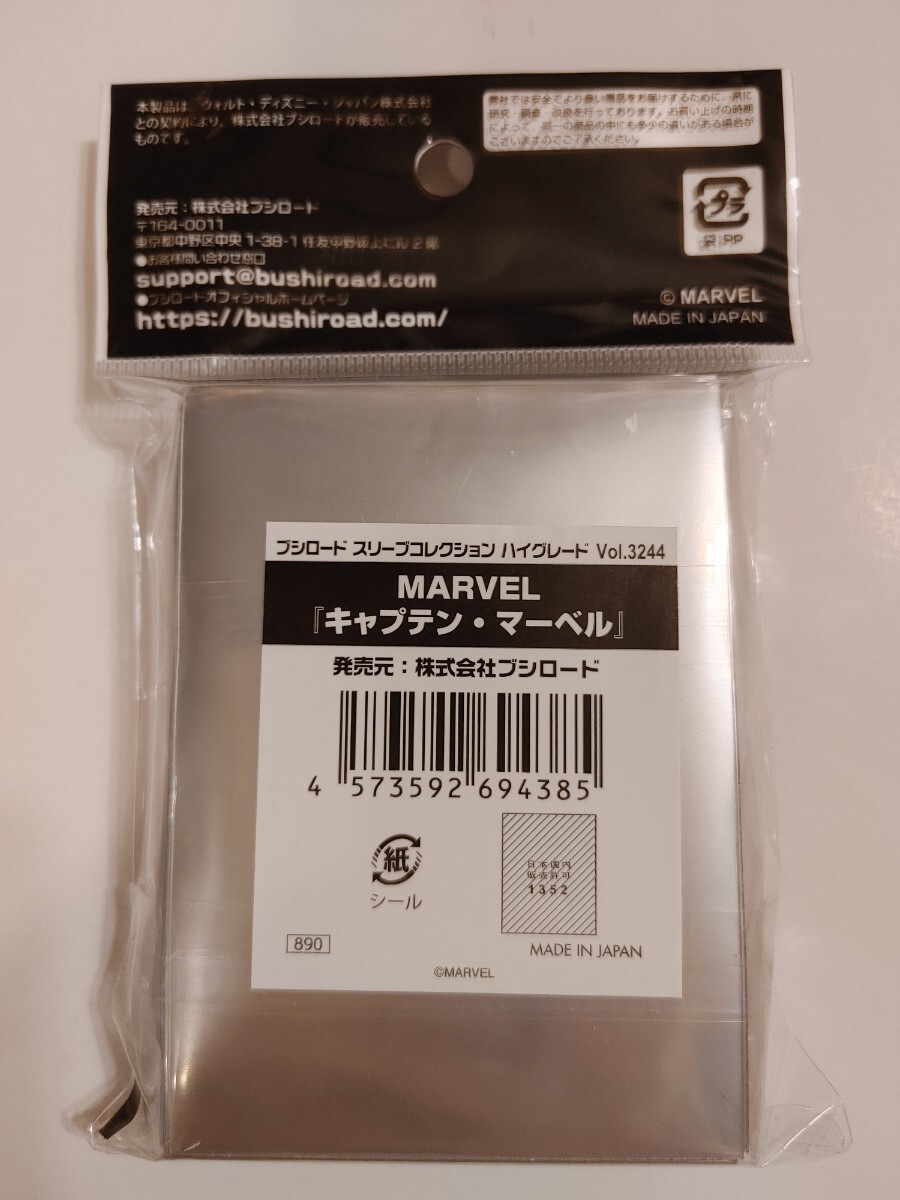 本製品は、ウォルト・ディズニー・ジャパン株式会社
との契約により、株式会社ブシロードが販売している
ものです。
弊社では安全でより良い商品をお届けするために、常に
研究・調査・改良を行っております。お買い上げの時期
によって、同一の商品の中にも多少の違いがある場合が
ございますのでご了承ください。
発売元：株式会社ブシロード
〒164-0011
東京都中野区中央1-38-1 住友中野坂上ビル2階
●お客様問い合わせ窓口
support@bushiroad.com
●ブシロードオフィシャルホームページ
https://bushiroad.com/
プラ
袋:PP
© MARVEL
MADE IN JAPAN
ブシロード スリーブコレクション ハイグレード Vol.3244
MARVEL
『キャプテン・マーベル』
発売元：株式会社ブシロード
4 573592 694385
紙
シール
日本国内
販売許可
1352
890
MADE IN JAPAN
©MARVEL